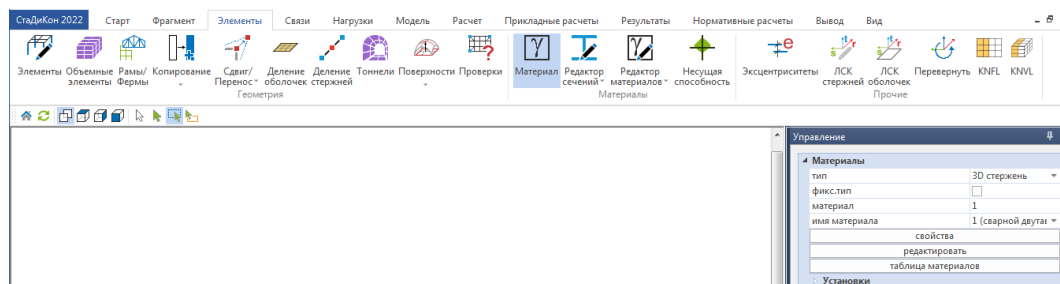 СтаДиКон 2022 Старт Фрагмент Элементы Связи Нагрузки Модель Расчет Прикладные расчеты Результаты Нормативные расчеты Вывод Вид
Элементы Объемные элементы Рамы/ Фермы Копирование Сдвиг/ Перенос Деление оболочек Деление стержней Тоннели Поверхности Проверки Материал Редактор сечений Редактор материалов Несущая способность Эксцентриситеты ЛСК стержней ЛСК оболочек Перевернуть KNFL KNVL
Геометрия Материалы Прочие
Управление
Материалы
тип 3D стержень
фикс.тип
материал 1
имя материала 1 (сварной двутав
свойства
редактировать
таблица материалов
Установки